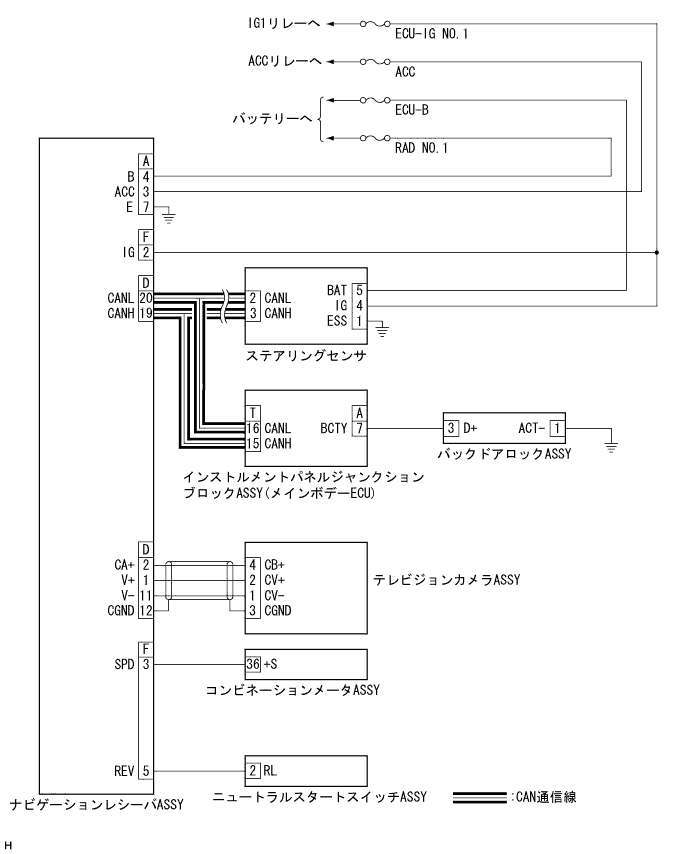 IG1リレーへ
ECU-IG NO.1
ACCリレーへ
ACC
バッテリーへ
ECU-B
RAD NO.1
A
B 4
ACC 3
E 7
F
IG 2
D
CANL 20
CANH 19
2 CANL
3 CANH
BAT 5
IG 4
ESS 1
ステアリングセンサ
T
16 CANL
15 CANH
A
BCTY 7
3 D+
ACT- 1
バックドアロックASSY
インストルメントパネルジャンクション
ブロックASSY(メインボデーECU)
D
CA+ 2
V+ 1
V- 11
CGND 12
4 CB+
2 CV+
1 CV-
3 CGND
テレビジョンカメラASSY
F
SPD 3
36 +S
コンビネーションメータASSY
REV 5
2 RL
ナビゲーションレシーバASSY
ニュートラルスタートスイッチASSY
:CAN通信線
H